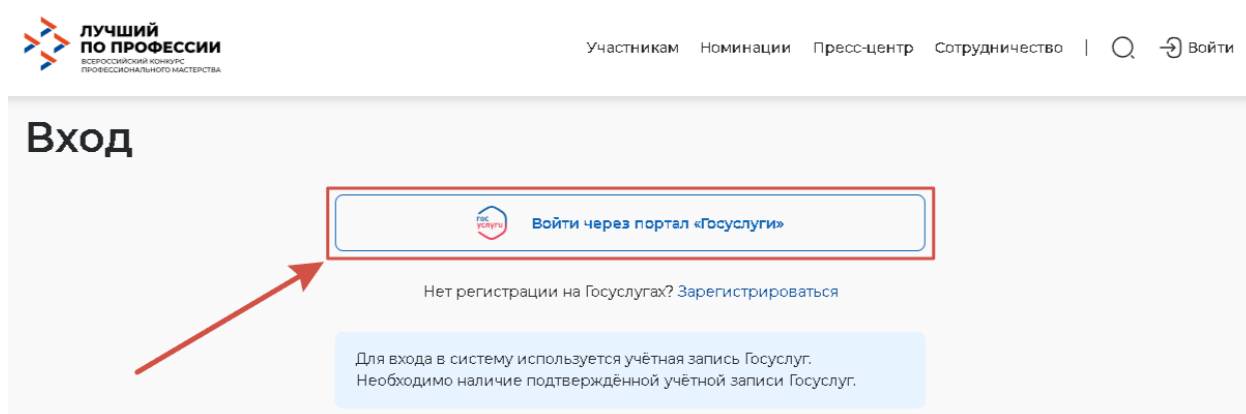 ЛУЧШИЙ
ПО ПРОФЕССИИ
ВСЕРОССИЙСКИЙ КОНКУРС
ПРОФЕССИОНАЛЬНОГО МАСТЕРСТВА
Участникам Номинации Пресс-центр Сотрудничество | Войти
Вход
гос
услуги
Войти через портал «Госуслуги»
Нет регистрации на Госуслугах? Зарегистрироваться
Для входа в систему используется учётная запись Госуслуг.
Необходимо наличие подтверждённой учётной записи Госуслуг.